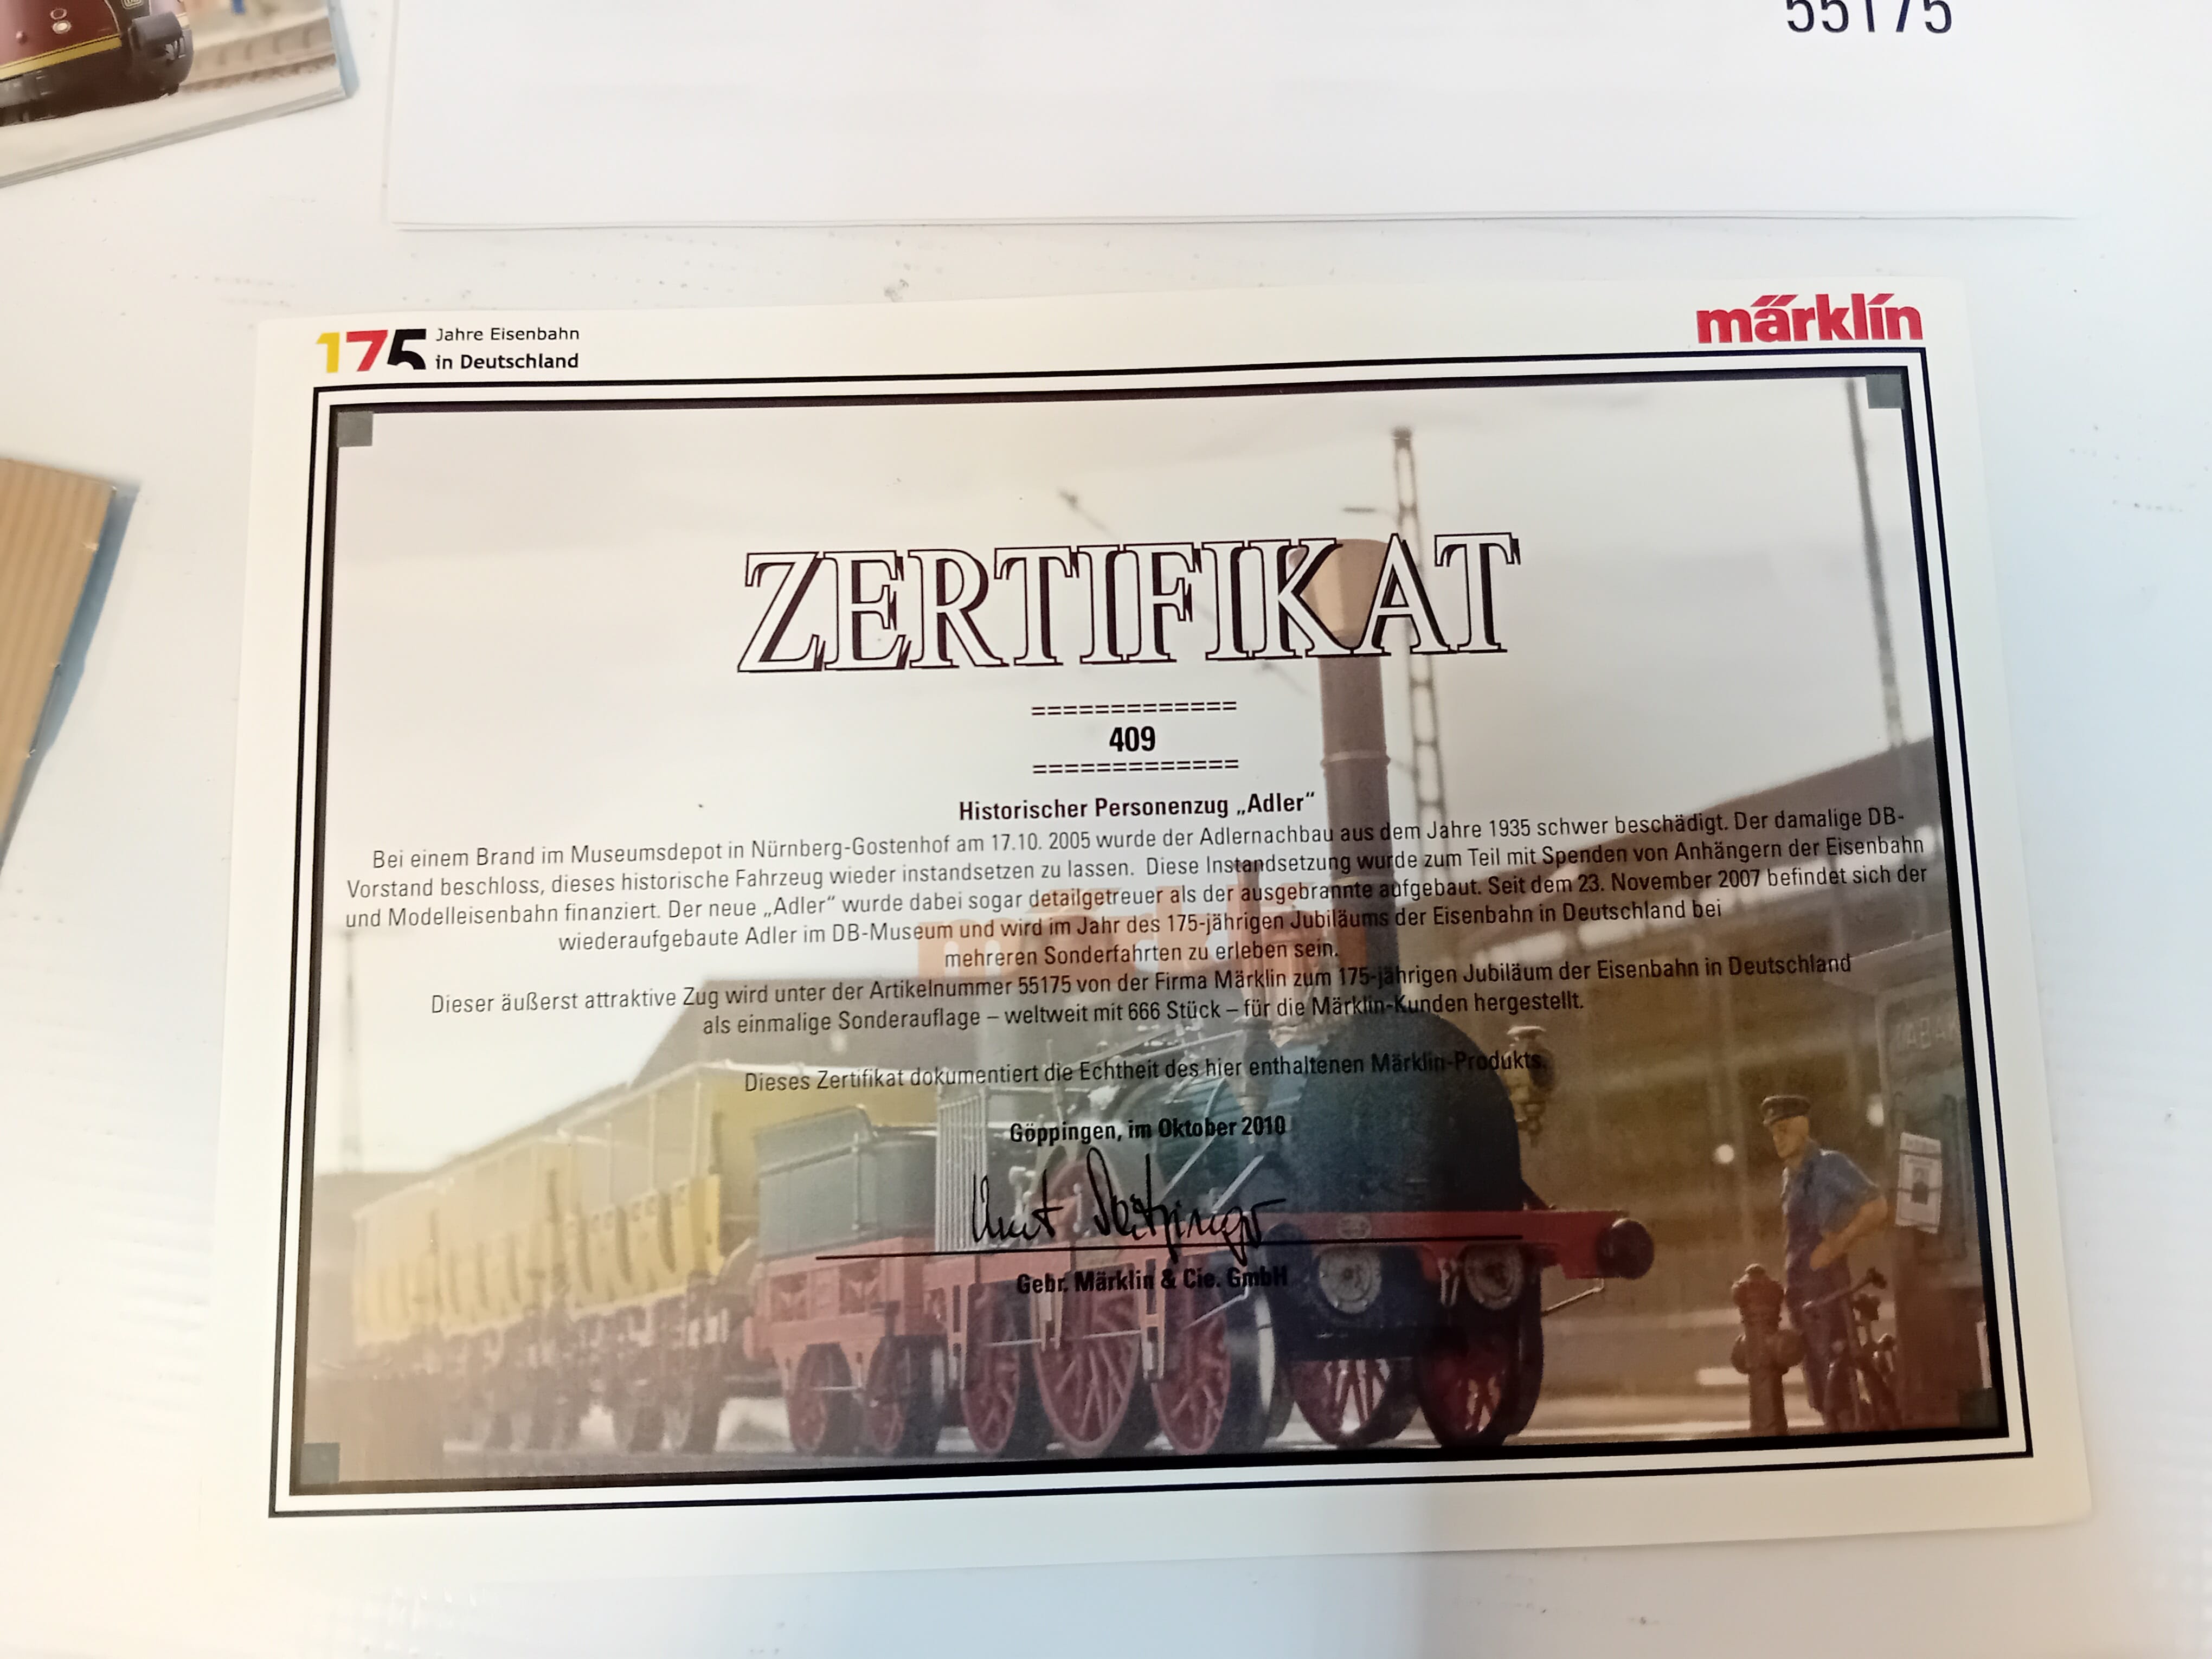 55175
175 Jahre Eisenbahn
in Deutschland
märklin
ZERTIFIKAT
=============
409
=============
Historischer Personenzug „Adler“
Bei einem Brand im Museumsdepot in Nürnberg-Gostenhof am 17.10. 2005 wurde der Adlernachbau aus dem Jahre 1935 schwer beschädigt. Der damalige DB-
Vorstand beschloss, dieses historische Fahrzeug wieder instandsetzen zu lassen. Diese Instandsetzung wurde zum Teil mit Spenden von Anhängern der Eisenbahn
und Modelleisenbahn finanziert. Der neue „Adler“ wurde dabei sogar detailgetreuer als der ausgebrannte aufgebaut. Seit dem 23. November 2007 befindet sich der
wiederaufgebaute Adler im DB-Museum und wird im Jahr des 175-jährigen Jubiläums der Eisenbahn in Deutschland bei
mehreren Sonderfahrten zu erleben sein.
Dieser äußerst attraktive Zug wird unter der Artikelnummer 55175 von der Firma Märklin zum 175-jährigen Jubiläum der Eisenbahn in Deutschland
als einmalige Sonderauflage – weltweit mit 666 Stück – für die Märklin-Kunden hergestellt.
Dieses Zertifikat dokumentiert die Echtheit des hier enthaltenen Märklin-Produkts.
Göppingen, im Oktober 2010
Gebr. Märklin & Cie. GmbH